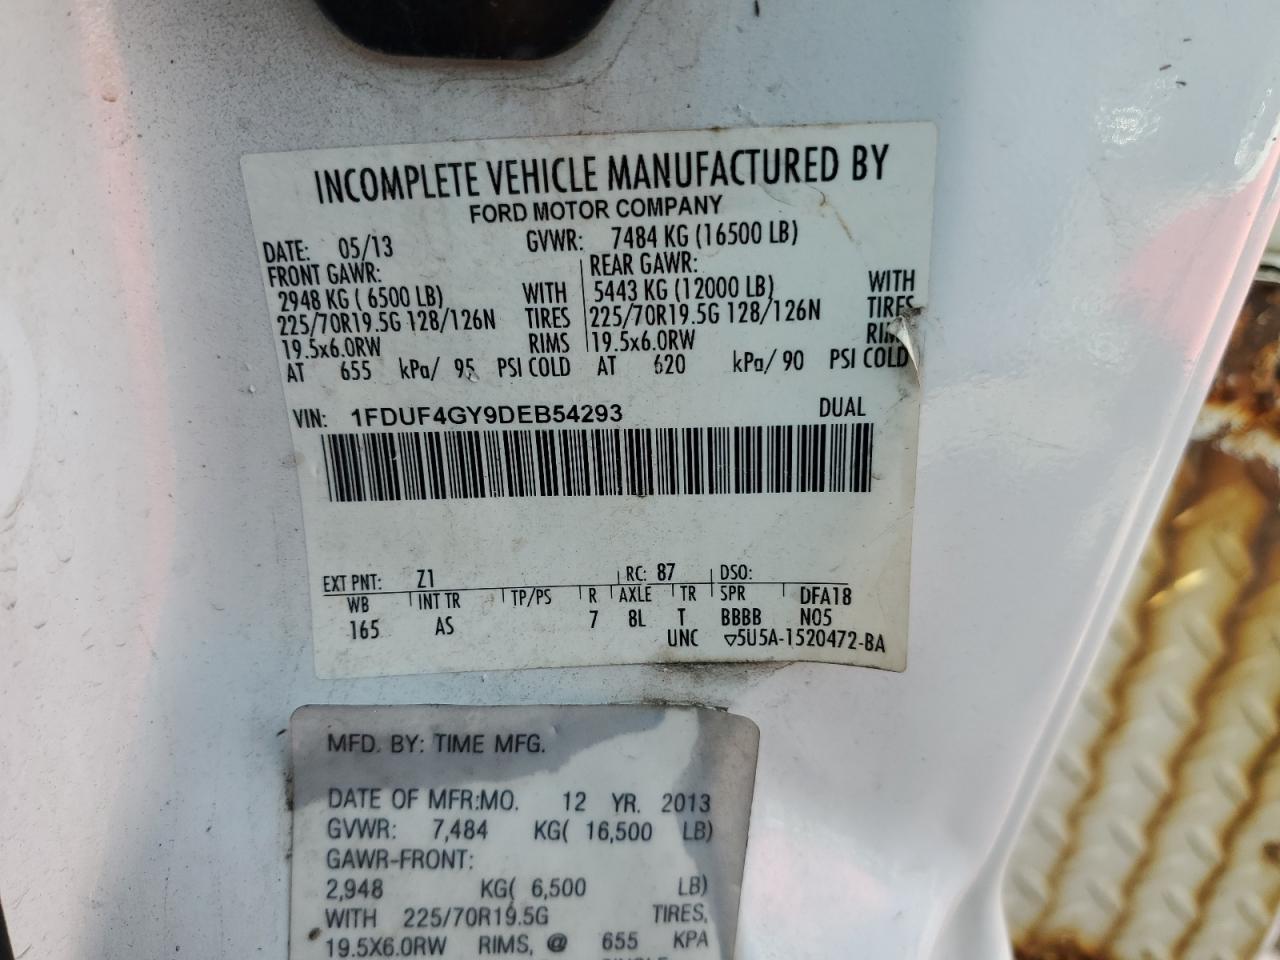 INCOMPLETE VEHICLE MANUFACTURED BY
FORD MOTOR COMPANY
DATE: 05/13 GVWR: 7484 KG (16500 LB)
FRONT GAWR: REAR GAWR:
2948 KG ( 6500 LB) WITH 5443 KG (12000 LB) WITH
225/70R19.5G 128/126N TIRES 225/70R19.5G 128/126N TIRES
19.5x6.0RW RIMS 19.5x6.0RW RIMS
AT 655 kPa/ 95 PSI COLD AT 620 kPa/ 90 PSI COLD
VIN: 1FDUF4GY9DEB54293 DUAL
EXT PNT: Z1 RC: 87 DSO:
WB INT TR TP/PS R AXLE TR SPR DFA18
165 AS 7 8L T BBBB N05
UNC ▽5U5A-1520472-BA
MFD. BY: TIME MFG.
DATE OF MFR:MO. 12 YR. 2013
GVWR: 7,484 KG( 16,500 LB)
GAWR-FRONT:
2,948 KG( 6,500 LB)
WITH 225/70R19.5G TIRES,
19.5X6.0RW RIMS, @ 655 KPA